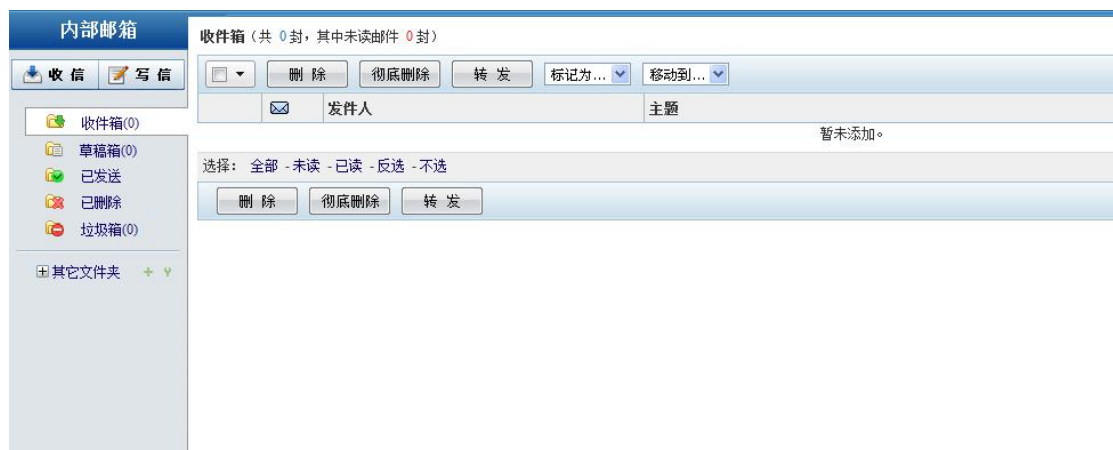 内部邮箱
收信 写信
收件箱(0)
草稿箱(0)
已发送
已删除
垃圾箱(0)
其它文件夹
收件箱（共 0封，其中未读邮件 0封）
删 除 彻底删除 转 发 标记为... 移动到...
发件人 主题
暂未添加。
选择： 全部 -未读 -已读 -反选 -不选
删 除 彻底删除 转 发